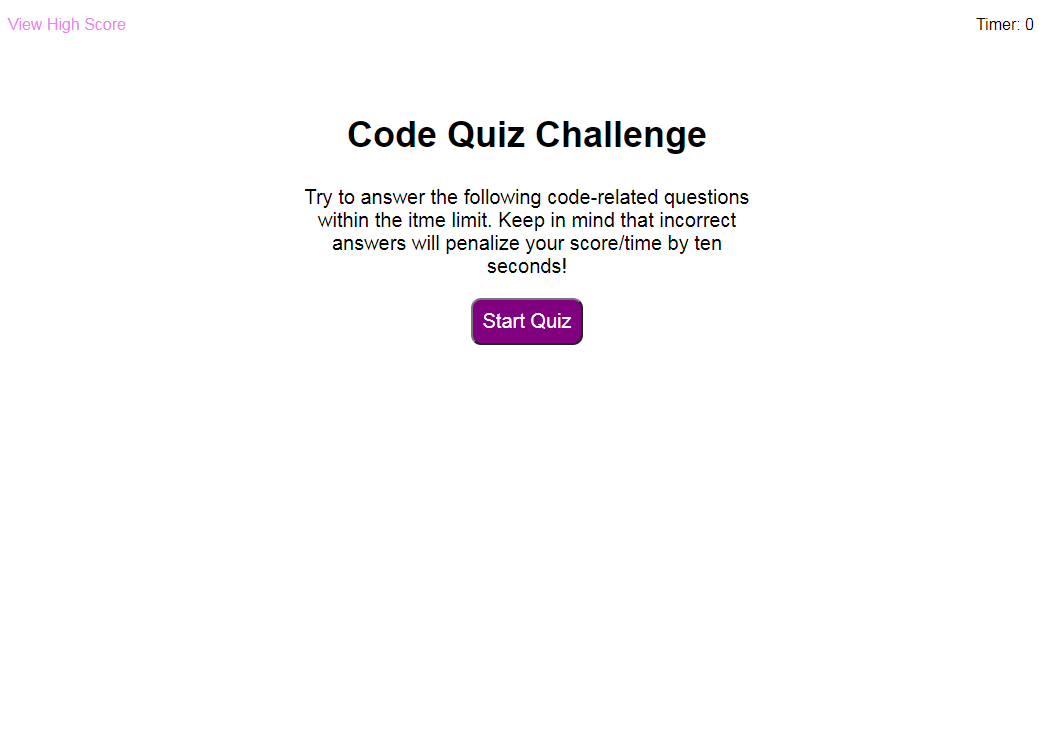 View High Score
Timer: 0
Code Quiz Challenge
Try to answer the following code-related questions
within the itme limit. Keep in mind that incorrect
answers will penalize your score/time by ten
seconds!
Start Quiz